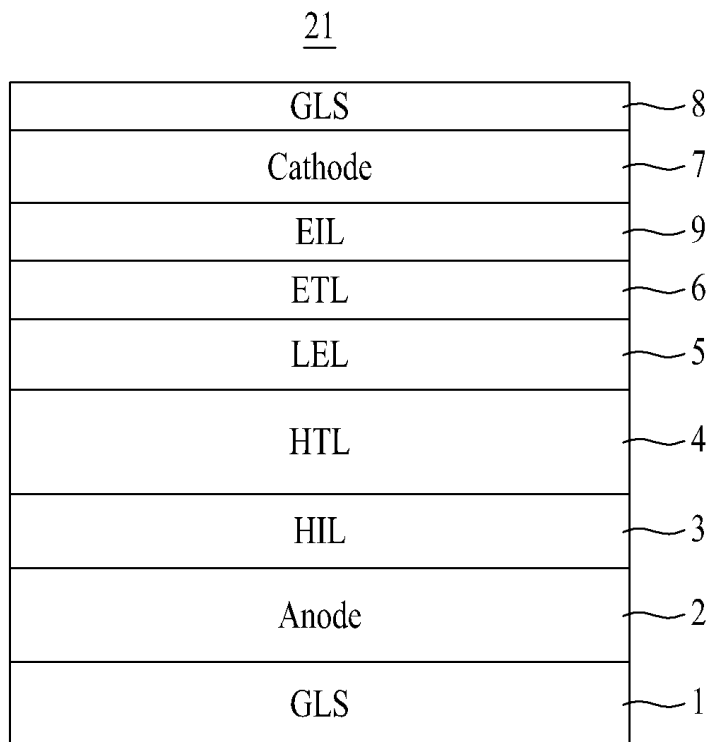 21
GLS 8
Cathode 7
EIL 9
ETL 6
LEL 5
HTL 4
HIL 3
Anode 2
GLS 1